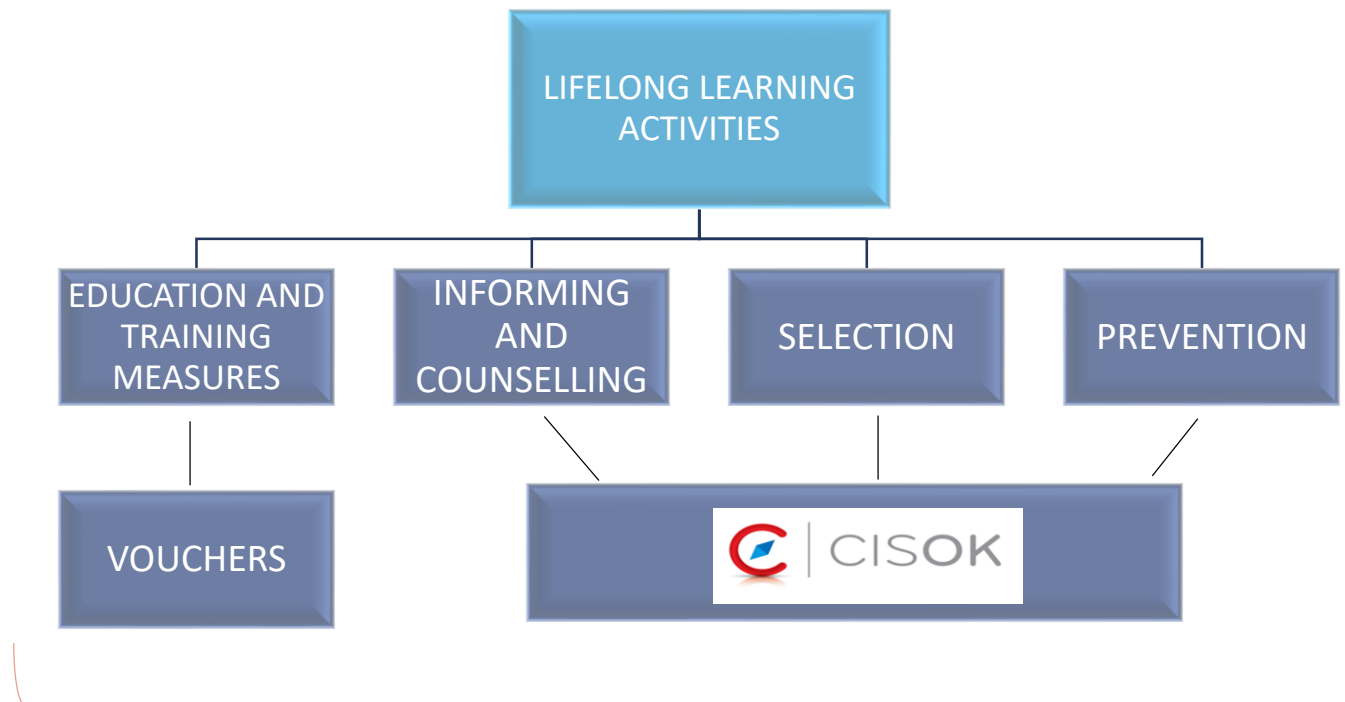 LIFELONG LEARNING
ACTIVITIES
EDUCATION AND
TRAINING
MEASURES
INFORMING
AND
COUNSELLING
SELECTION
PREVENTION
VOUCHERS
CISOK